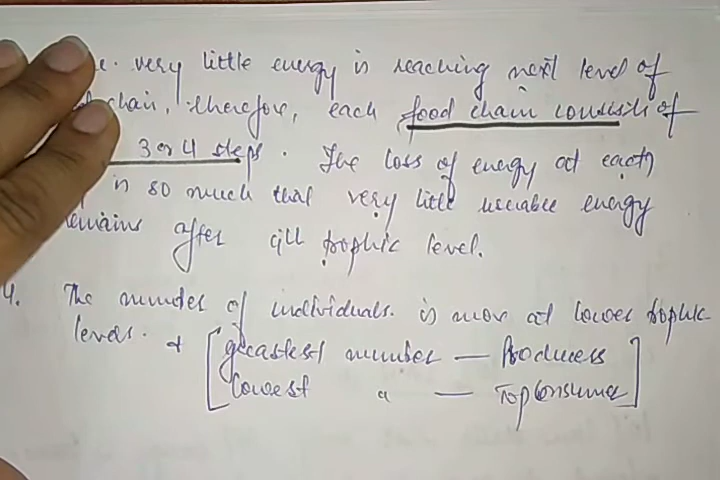 very little energy is reaching next level of
chain, therefore, each food chain consists of
3 or 4 steps. The loss of energy at each
is so much that very little useable energy
remains after trophic level.
4. The number of individuals. is more at lower trophic
levels. + [greatest number — Producers
lowest " — Top Consumer]